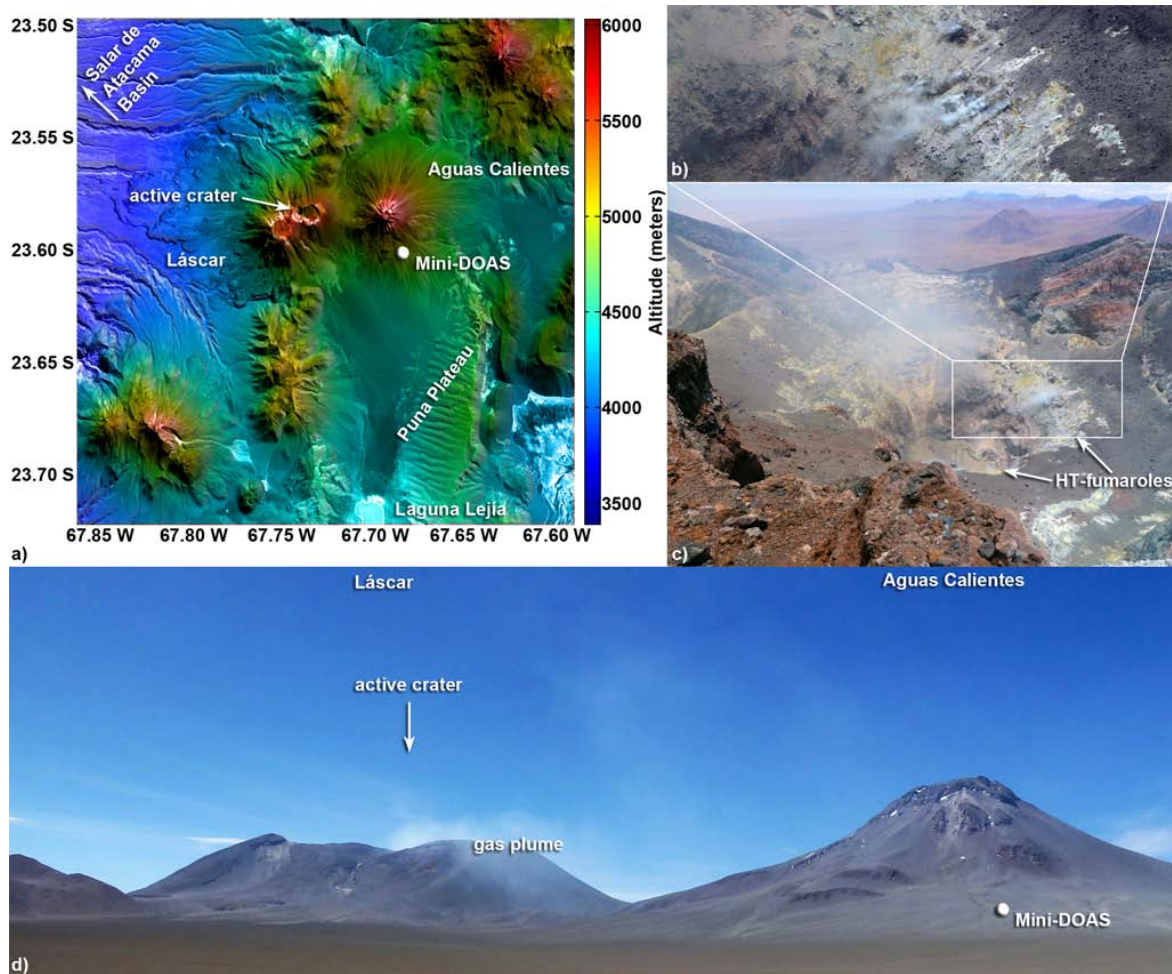 23.50 S
23.55 S
23.60 S
23.65 S
23.70 S
67.85 W 67.80 W 67.75 W 67.70 W 67.65 W 67.60 W
Salar de
Atacama
Basin
Aguas Calientes
active crater
Láscar
Mini-DOAS
Puna Plateau
Laguna Lejía
a)
6000
5500
5000
4500
4000
3500
Altitude (meters)
b)
HT-fumaroles
c)
Láscar
Aguas Calientes
active crater
gas plume
Mini-DOAS
d)